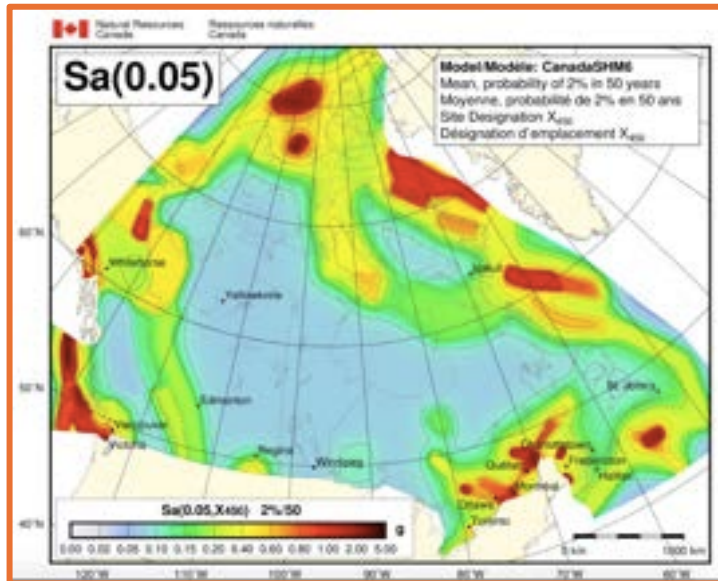 Natural Resources
Canada
Ressources naturelles
Canada
Sa(0.05)
Model/Modèle: CanadaSHM6
Mean, probability of 2% in 50 years
Moyenne, probabilité de 2% en 50 ans
Site Designation X450
Désignation d'emplacement X450
60°N
50°N
40°N
Whitehorse
Yellowknife
Iqaluit
Edmonton
St. John's
Vancouver
Victoria
Regina
Winnipeg
Charlottetown
Québec
Fredericton
Halifax
Montréal
Ottawa
Toronto
Sa(0.05,X450) 2%/50
g
0.00 0.02 0.05 0.10 0.15 0.20 0.40 0.60 0.80 1.00 2.00 5.00
0 km 1000 km
120°W 110°W 100°W 90°W 80°W 70°W 60°W